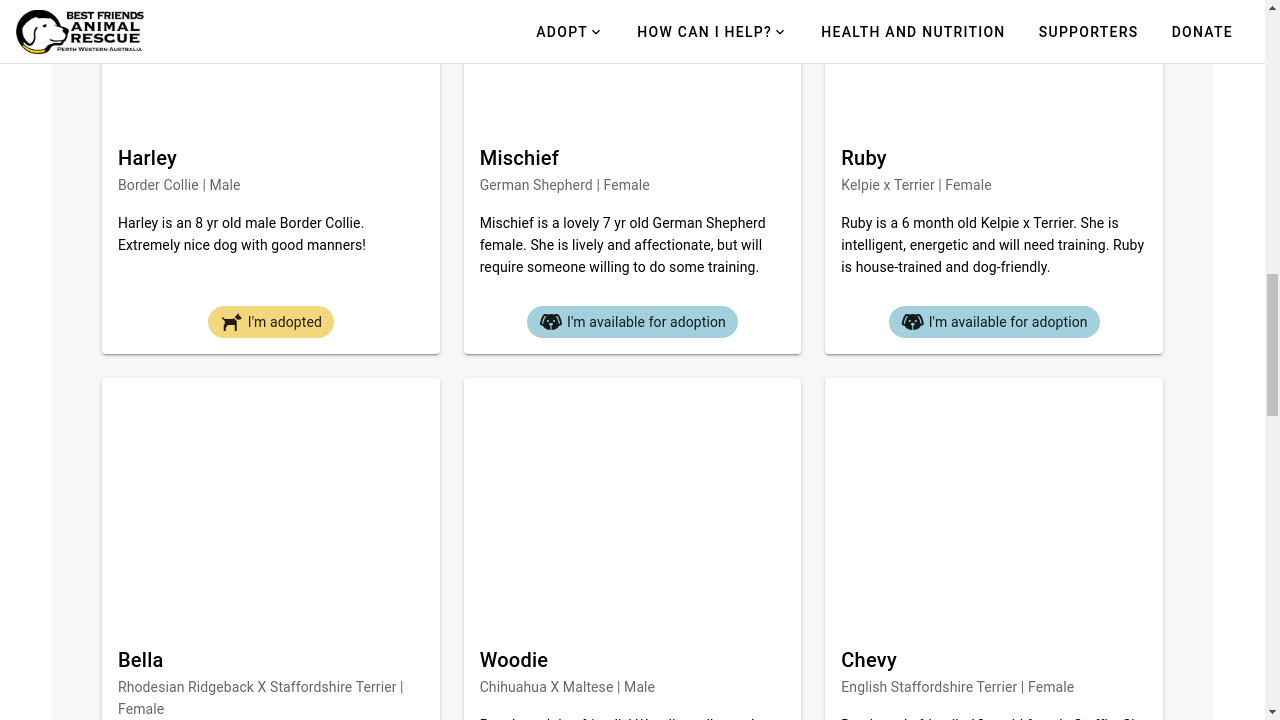 BEST FRIENDS
ANIMAL
RESCUE
PERTH WESTERN AUSTRALIA
ADOPT
HOW CAN I HELP?
HEALTH AND NUTRITION
SUPPORTERS
DONATE
Harley
Border Collie | Male
Harley is an 8 yr old male Border Collie.
Extremely nice dog with good manners!
I'm adopted
Mischief
German Shepherd | Female
Mischief is a lovely 7 yr old German Shepherd
female. She is lively and affectionate, but will
require someone willing to do some training.
I'm available for adoption
Ruby
Kelpie x Terrier | Female
Ruby is a 6 month old Kelpie x Terrier. She is
intelligent, energetic and will need training. Ruby
is house-trained and dog-friendly.
I'm available for adoption
Bella
Rhodesian Ridgeback X Staffordshire Terrier |
Female
Woodie
Chihuahua X Maltese | Male
Chevy
English Staffordshire Terrier | Female